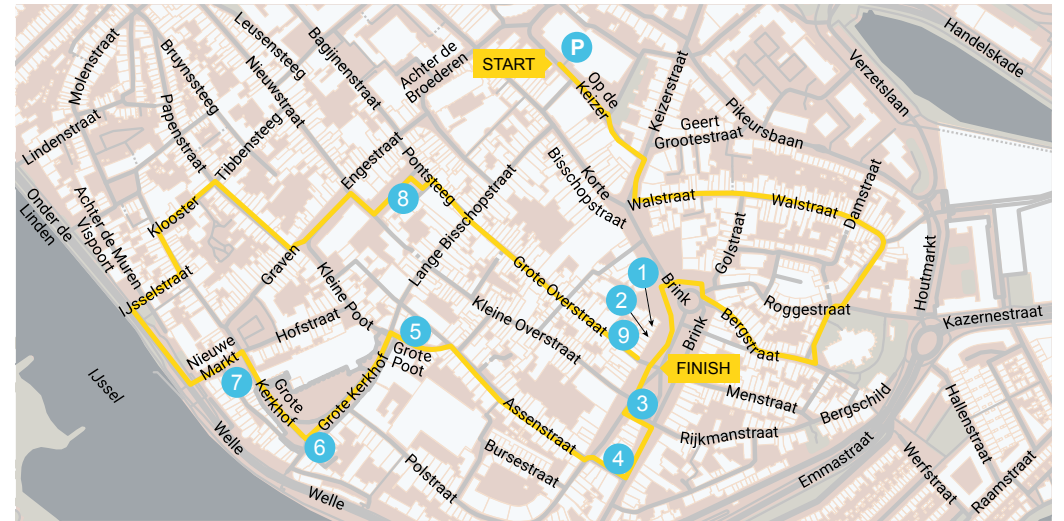 Molenstraat
Bruynssteeg
Leusensteeg
Nieuwstraat
Bagijnenstraat
Achter de
Broederen
START
P
Op de
Keizer
Keizerstraat
Handelskade
Verzetslaan
Pikeursbaan
Geert
Grootestraat
Lindenstraat
Papenstraat
Tibbensteeg
Engestraat
Pontsteeg
8
Korte
Bisschopstraat
Walstraat
Walstraat
Damstraat
Onder de
Linden
Achter de Muren
Vispoort
Klooster
Graven
Lange Bisschopstraat
Golstraat
Houtmarkt
IJsselstraat
Kleine Poot
Grote Overstraat
1
2
9
Brink
Brink
Roggestraat
Kazernestraat
Hofstraat
Kleine Overstraat
Bergstraat
5
Grote
Poot
Nieuwe
Markt
7
Grote
Kerkhof
Grote Kerkhof
6
FINISH
3
Menstraat
Bergschild
IJssel
Welle
Assenstraat
4
Rijkmanstraat
Hallenstraat
Bursestraat
Polstraat
Emmastraat
Werfstraat
Raamstraat
Welle